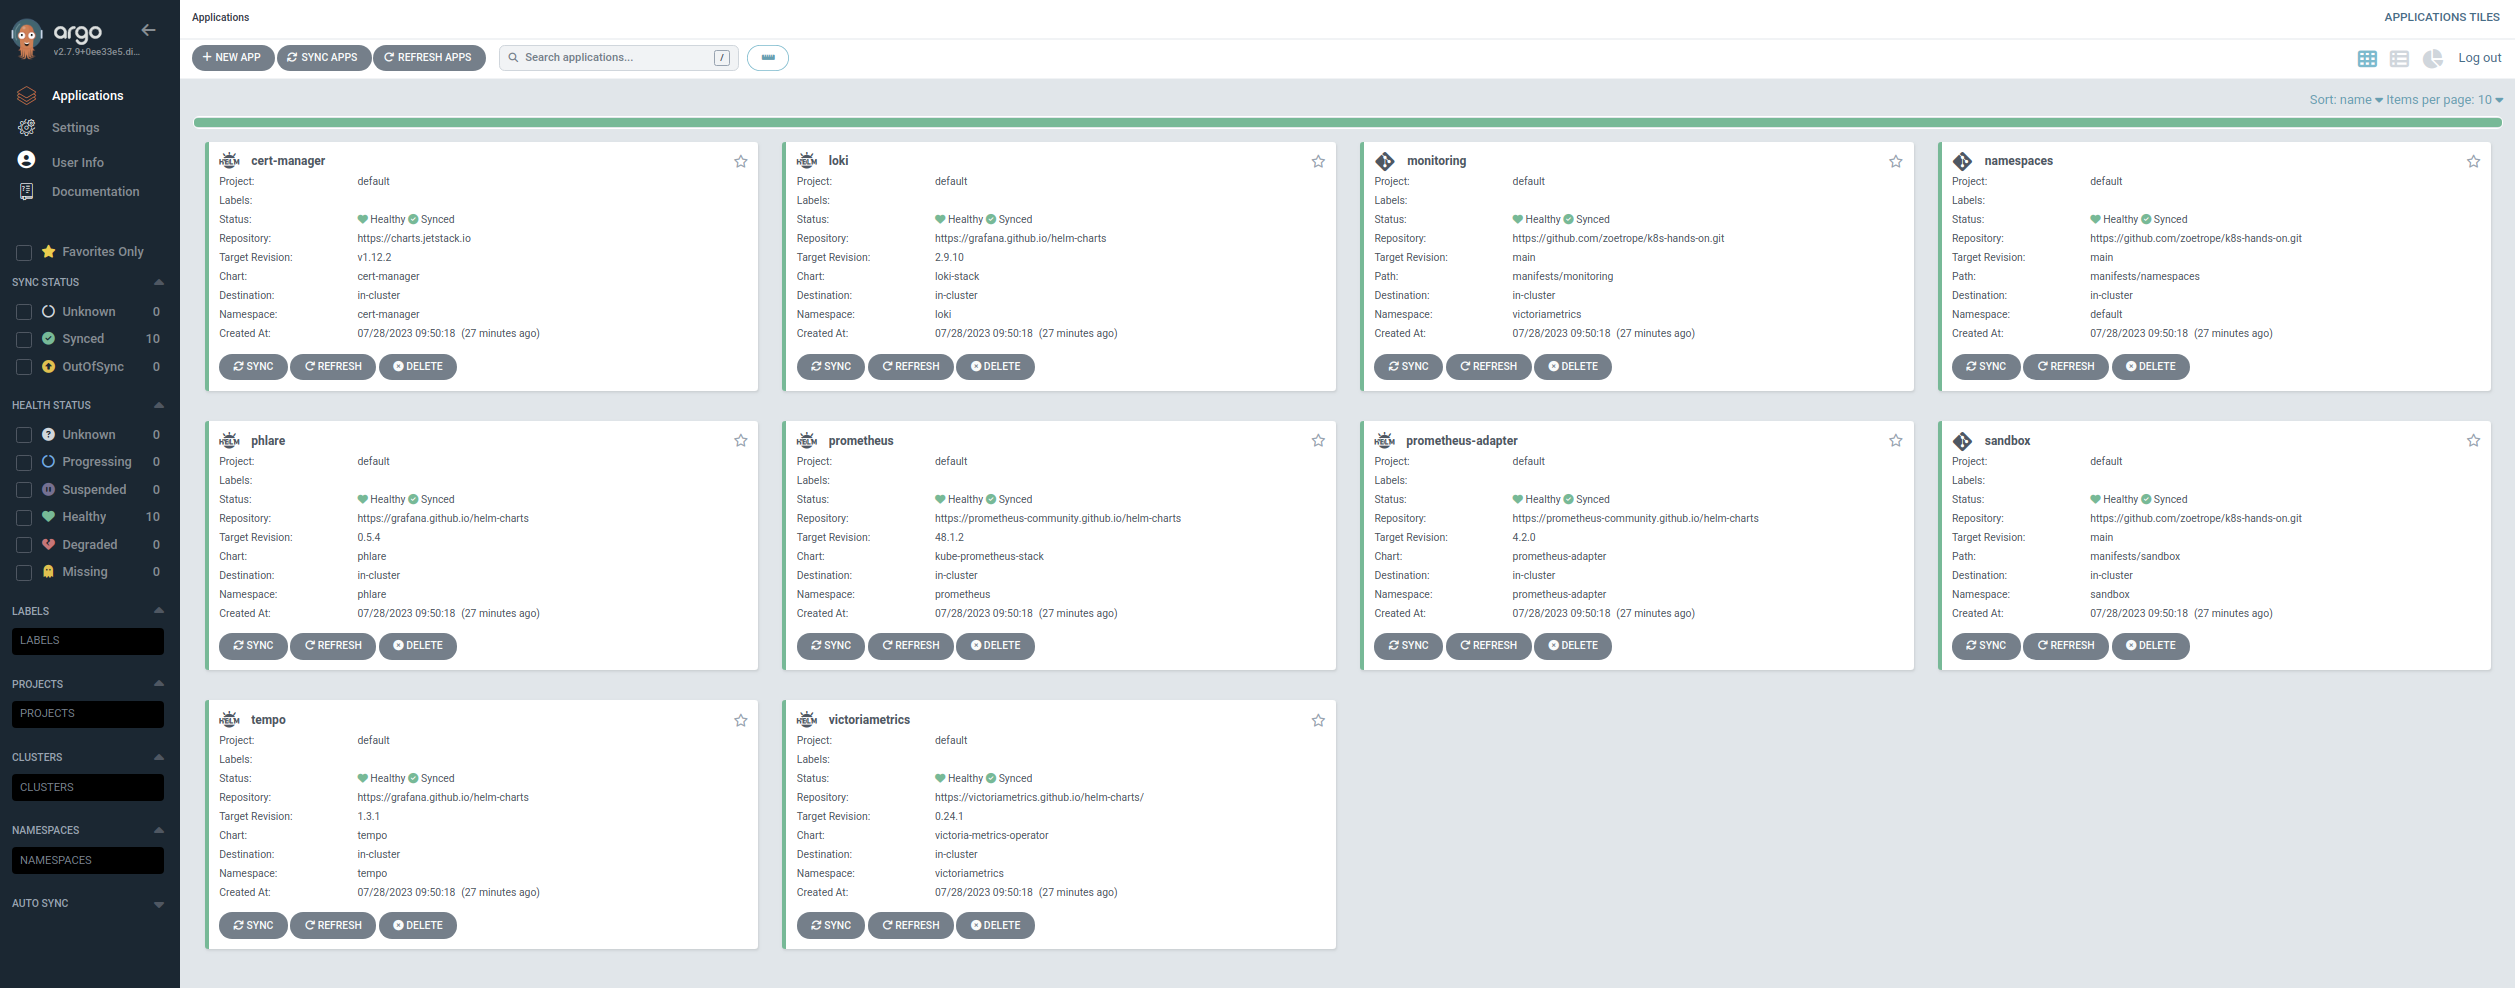 argo
v2.7.9+0ee33e5.di...
Applications
Settings
User Info
Documentation
Favorites Only
SYNC STATUS
Unknown 0
Synced 10
OutOfSync 0
HEALTH STATUS
Unknown 0
Progressing 0
Suspended 0
Healthy 10
Degraded 0
Missing 0
LABELS
LABELS
PROJECTS
PROJECTS
CLUSTERS
CLUSTERS
NAMESPACES
NAMESPACES
AUTO SYNC
Applications
APPLICATIONS TILES
NEW APP SYNC APPS REFRESH APPS Search applications... /
Log out
Sort: name Items per page: 10
HELM cert-manager
Project: default
Labels:
Status: Healthy Synced
Repository: https://charts.jetstack.io
Target Revision: v1.12.2
Chart: cert-manager
Destination: in-cluster
Namespace: cert-manager
Created At: 07/28/2023 09:50:18 (27 minutes ago)
SYNC REFRESH DELETE
HELM loki
Project: default
Labels:
Status: Healthy Synced
Repository: https://grafana.github.io/helm-charts
Target Revision: 2.9.10
Chart: loki-stack
Destination: in-cluster
Namespace: loki
Created At: 07/28/2023 09:50:18 (27 minutes ago)
SYNC REFRESH DELETE
monitoring
Project: default
Labels:
Status: Healthy Synced
Repository: https://github.com/zoetrope/k8s-hands-on.git
Target Revision: main
Path: manifests/monitoring
Destination: in-cluster
Namespace: victoriametrics
Created At: 07/28/2023 09:50:18 (27 minutes ago)
SYNC REFRESH DELETE
namespaces
Project: default
Labels:
Status: Healthy Synced
Repository: https://github.com/zoetrope/k8s-hands-on.git
Target Revision: main
Path: manifests/namespaces
Destination: in-cluster
Namespace: default
Created At: 07/28/2023 09:50:18 (27 minutes ago)
SYNC REFRESH DELETE
HELM phlare
Project: default
Labels:
Status: Healthy Synced
Repository: https://grafana.github.io/helm-charts
Target Revision: 0.5.4
Chart: phlare
Destination: in-cluster
Namespace: phlare
Created At: 07/28/2023 09:50:18 (27 minutes ago)
SYNC REFRESH DELETE
HELM prometheus
Project: default
Labels:
Status: Healthy Synced
Repository: https://prometheus-community.github.io/helm-charts
Target Revision: 48.1.2
Chart: kube-prometheus-stack
Destination: in-cluster
Namespace: prometheus
Created At: 07/28/2023 09:50:18 (27 minutes ago)
SYNC REFRESH DELETE
HELM prometheus-adapter
Project: default
Labels:
Status: Healthy Synced
Repository: https://prometheus-community.github.io/helm-charts
Target Revision: 4.2.0
Chart: prometheus-adapter
Destination: in-cluster
Namespace: prometheus-adapter
Created At: 07/28/2023 09:50:18 (27 minutes ago)
SYNC REFRESH DELETE
sandbox
Project: default
Labels:
Status: Healthy Synced
Repository: https://github.com/zoetrope/k8s-hands-on.git
Target Revision: main
Path: manifests/sandbox
Destination: in-cluster
Namespace: sandbox
Created At: 07/28/2023 09:50:18 (27 minutes ago)
SYNC REFRESH DELETE
HELM tempo
Project: default
Labels:
Status: Healthy Synced
Repository: https://grafana.github.io/helm-charts
Target Revision: 1.3.1
Chart: tempo
Destination: in-cluster
Namespace: tempo
Created At: 07/28/2023 09:50:18 (27 minutes ago)
SYNC REFRESH DELETE
HELM victoriametrics
Project: default
Labels:
Status: Healthy Synced
Repository: https://victoriametrics.github.io/helm-charts/
Target Revision: 0.24.1
Chart: victoria-metrics-operator
Destination: in-cluster
Namespace: victoriametrics
Created At: 07/28/2023 09:50:18 (27 minutes ago)
SYNC REFRESH DELETE